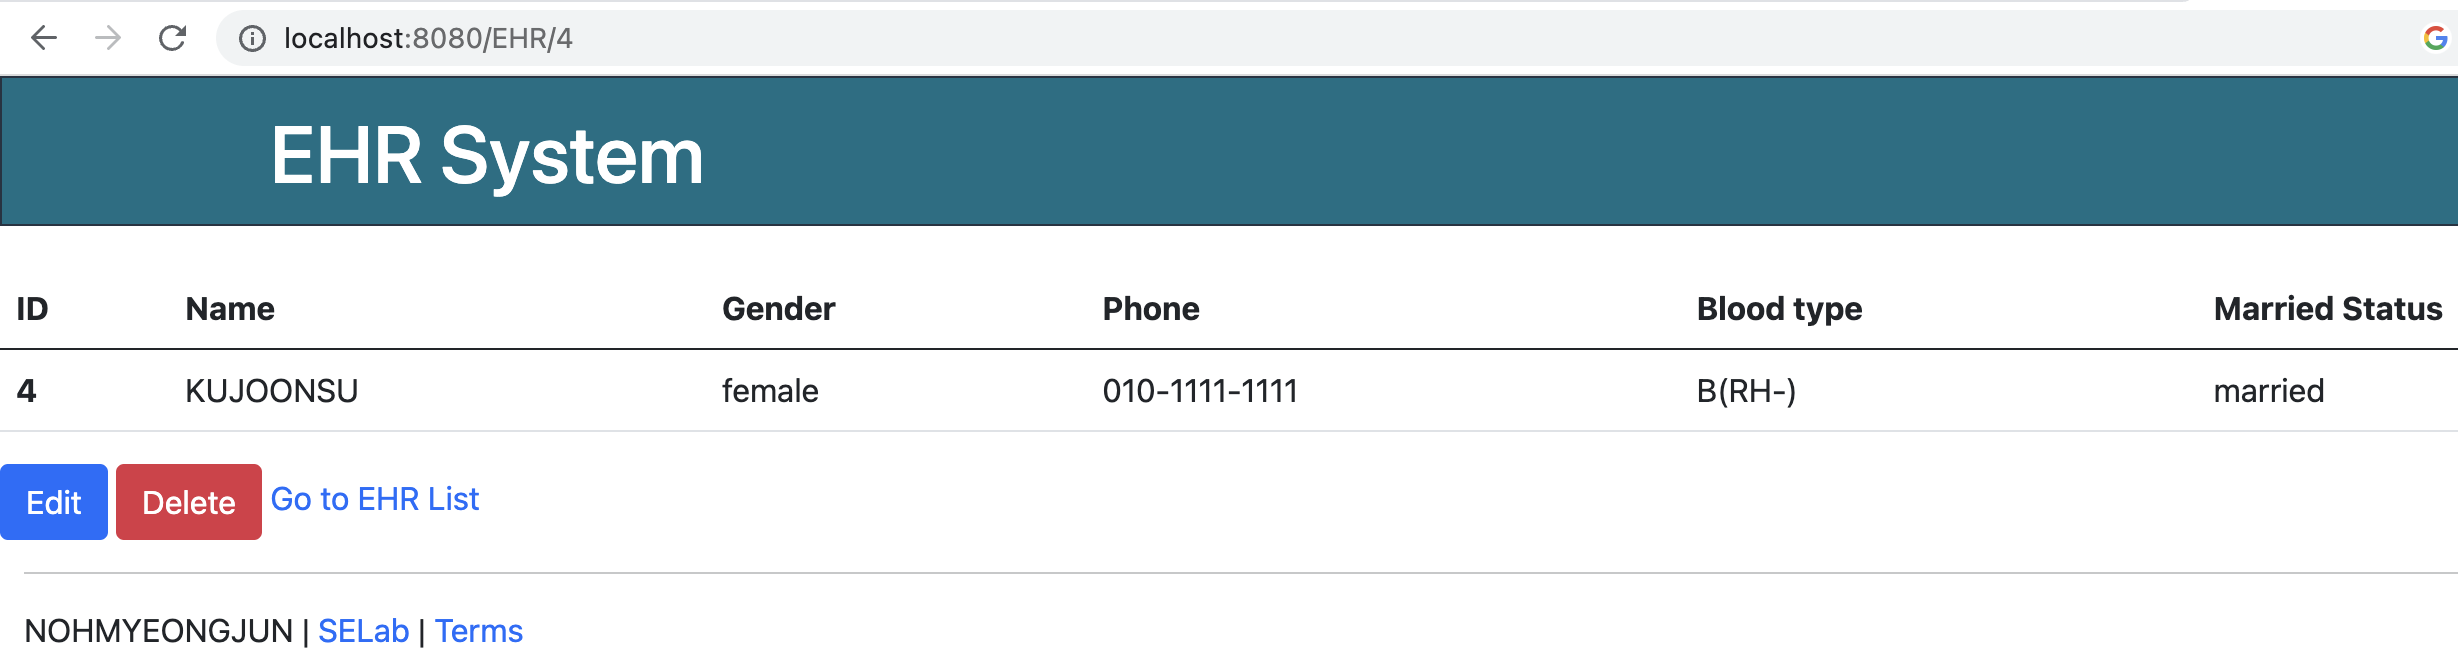 localhost:8080/EHR/4
EHR System
ID Name Gender Phone Blood type Married Status
4 KUJOONSU female 010-1111-1111 B(RH-) married
Edit Delete Go to EHR List
NOHMYEONGJUN | SELab | Terms